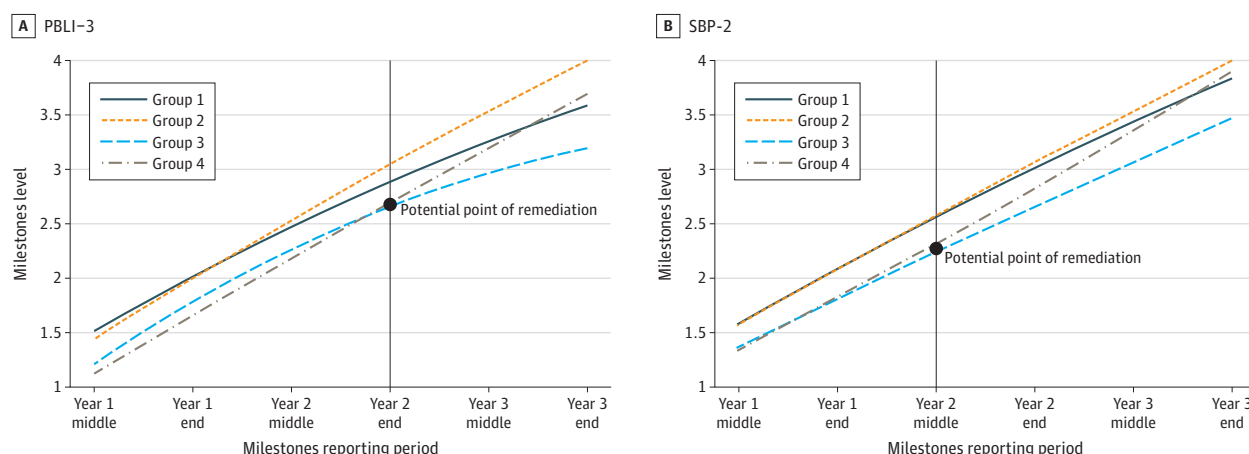 A PBLI–3
4
3.5
3
2.5
2
1.5
1
Milestones level
Group 1
Group 2
Group 3
Group 4
Potential point of remediation
Year 1 middle
Year 1 end
Year 2 middle
Year 2 end
Year 3 middle
Year 3 end
Milestones reporting period
B SBP-2
4
3.5
3
2.5
2
1.5
1
Milestones level
Group 1
Group 2
Group 3
Group 4
Potential point of remediation
Year 1 middle
Year 1 end
Year 2 middle
Year 2 end
Year 3 middle
Year 3 end
Milestones reporting period